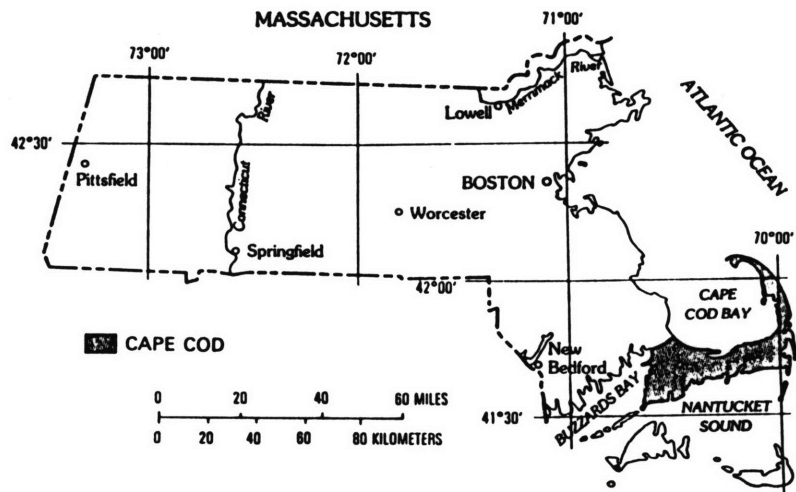 MASSACHUSETTS
71°00'
73°00'
72°00'
River
Merrimack
River
Lowell
ATLANTIC OCEAN
42°30'
Pittsfield
Connecticut
BOSTON
Worcester
Springfield
70°00'
42°00'
CAPE
COD BAY
CAPE COD
New
Bedford
0 20 40 60 MILES
0 20 40 60 80 KILOMETERS
BUZZARDS BAY
41°30'
NANTUCKET
SOUND